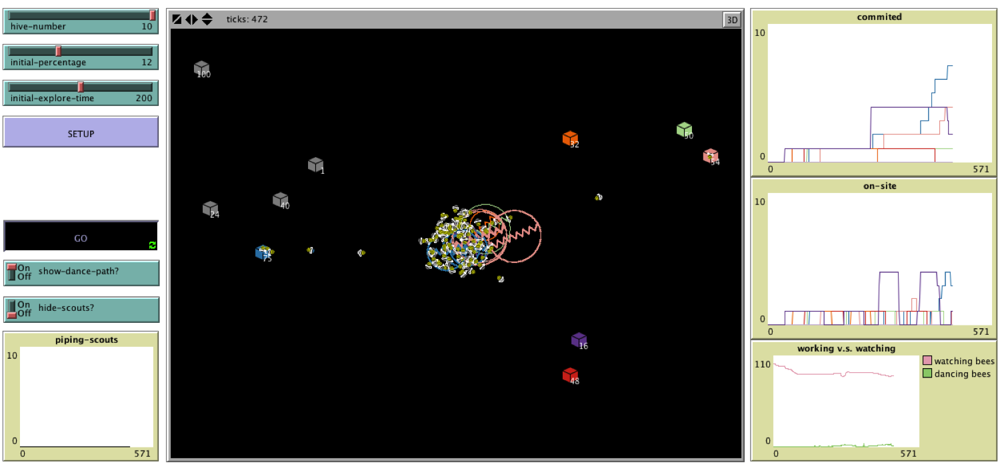 hive-number 10
initial-percentage 12
initial-explore-time 200
SETUP
GO
On
Off
show-dance-path?
On
Off
hide-scouts?
piping-scouts
10
0
0 571
ticks: 472
3D
100
50
32
54
1
40
24
75
16
48
commited
10
0
0 571
on-site
10
0
0 571
working v.s. watching
110
0
0 571
watching bees
dancing bees